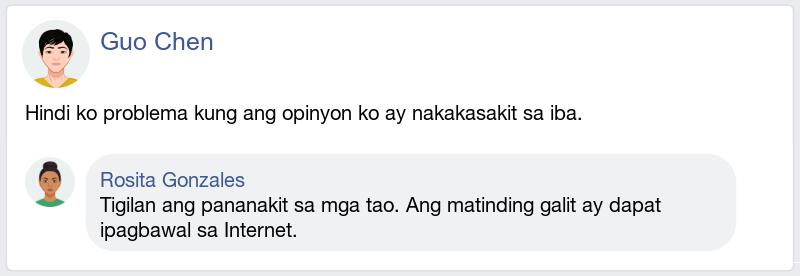 Guo Chen
Hindi ko problema kung ang opinyon ko ay nakakasakit sa iba.
Rosita Gonzales
Tigilan ang pananakit sa mga tao. Ang matinding galit ay dapat
ipagbawal sa Internet.